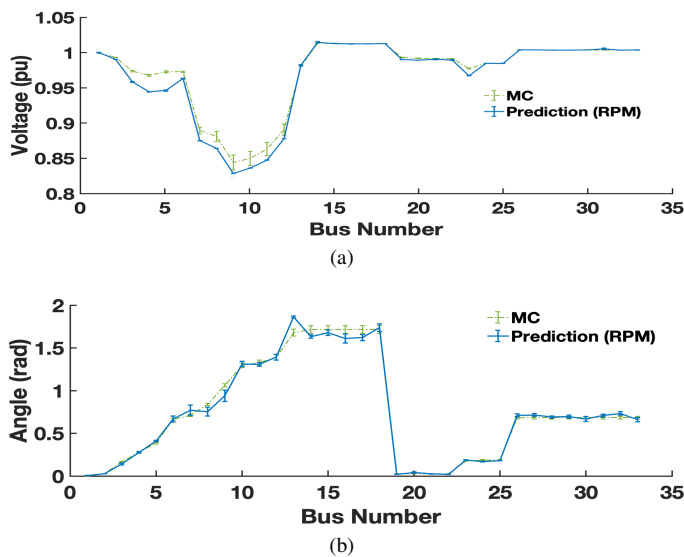 1.05
1
0.95
0.9
0.85
0.8
Voltage (pu)
MC
Prediction (RPM)
0 5 10 15 20 25 30 35
Bus Number
(a)
2
1.5
1
0.5
0
Angle (rad)
MC
Prediction (RPM)
0 5 10 15 20 25 30 35
Bus Number
(b)